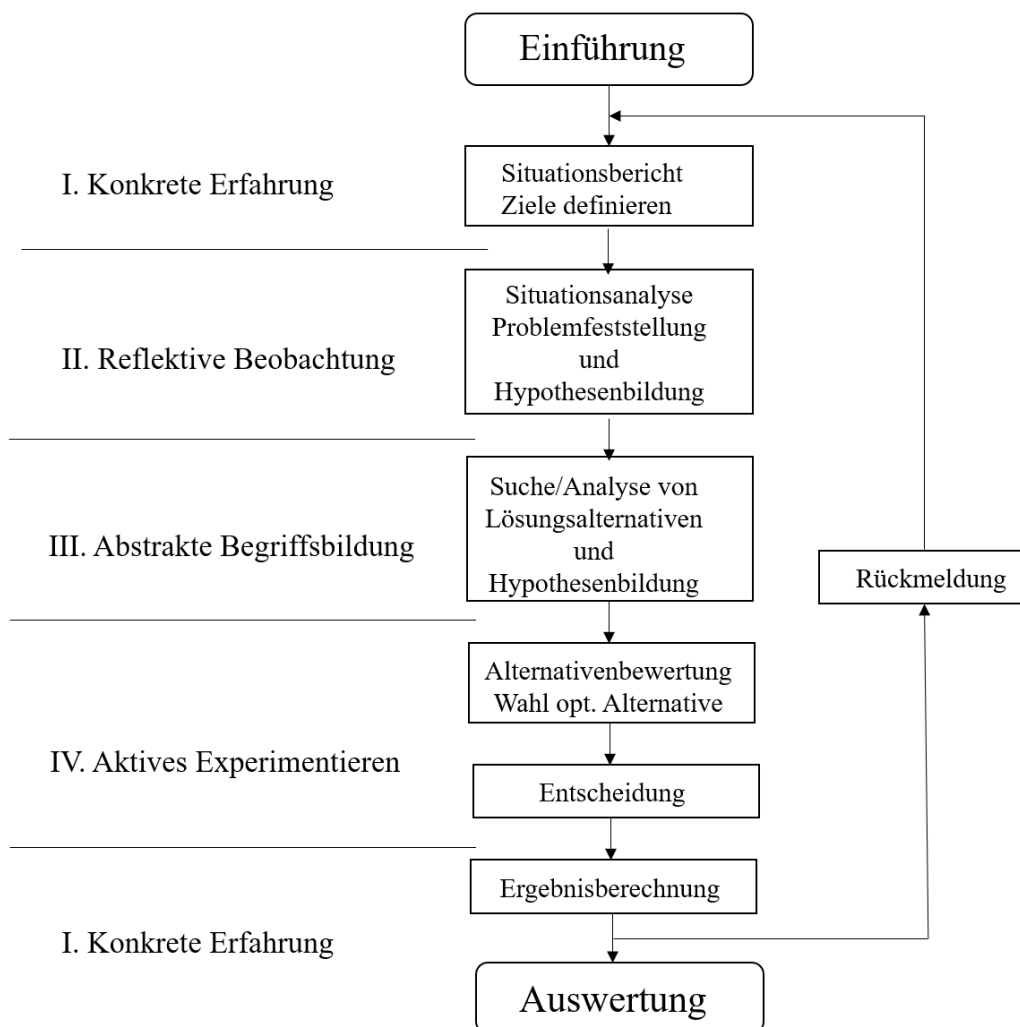 Einführung
I. Konkrete Erfahrung
Situationsbericht
Ziele definieren
II. Reflektive Beobachtung
Situationsanalyse
Problemfeststellung
und
Hypothesenbildung
III. Abstrakte Begriffsbildung
Suche/Analyse von
Lösungsalternativen
und
Hypothesenbildung
Rückmeldung
IV. Aktives Experimentieren
Alternativenbewertung
Wahl opt. Alternative
Entscheidung
I. Konkrete Erfahrung
Ergebnisberechnung
Auswertung